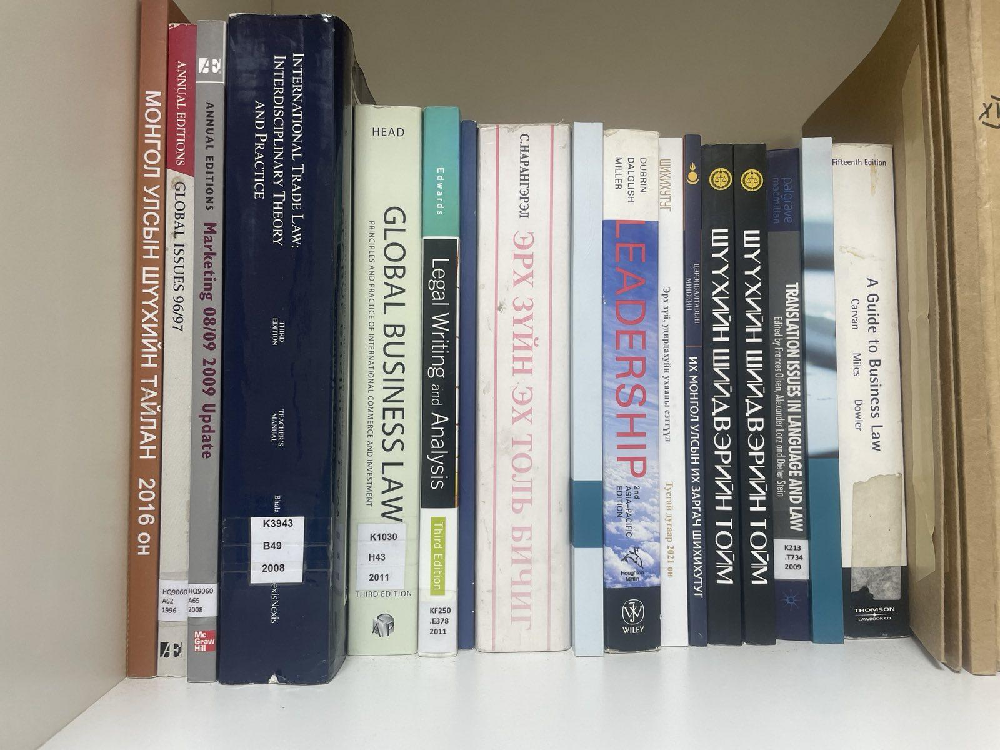 МОНГОЛ УЛСЫН ШҮҮХИЙН ТАЙЛАН 2016 он
ANNUAL EDITIONS
GLOBAL ISSUES 96/97
HQ9060
A62
1996
Æ
Æ
ANNUAL EDITIONS
Marketing 08/09 2009 Update
HQ9060
A65
2008
Mc
Graw
Hill
INTERNATIONAL TRADE LAW:
INTERDISCIPLINARY THEORY
AND PRACTICE
THIRD
EDITION
TEACHER'S
MANUAL
Bhala
K3943
B49
2008
exisNexis
HEAD
GLOBAL BUSINESS LAW
PRINCIPLES AND PRACTICE OF INTERNATIONAL COMMERCE AND INVESTMENT
K1030
H43
2011
THIRD EDITION
Edwards
Legal Writing and Analysis
Third Edition
KF250
.E378
2011
С.НАРАНГЭРЭЛ
ЭРХ ЗҮЙН ЭХ ТОЛЬ БИЧИГ
DUBRIN
DALGLISH
MILLER
LEADERSHIP
2nd
ASIA–PACIFIC
EDITION
Houghton
Mifflin
WILEY
ШИХИХУТУГ
Эрх зүй, удирдахуйн ухааны сэтгүүл
Тусгай дугаар 2021 он
ЦЭРЭНБАЛТАВЫН
МИНЖИН
ИХ МОНГОЛ УЛСЫН ИХ ЗАРГАЧ ШИХИХУТУГ
ШҮҮХИЙН ШИЙДВЭРИЙН ТОЙМ
ШҮҮХИЙН ШИЙДВЭРИЙН ТОЙМ
palgrave
macmillan
TRANSLATION ISSUES IN LANGUAGE AND LAW
Edited by Frances Olsen, Alexander Lorz and Dieter Stein
K213
.T734
2009
Fifteenth Edition
A Guide to Business Law
Carvan Miles Dowler
THOMSON
LAWBOOK CO.